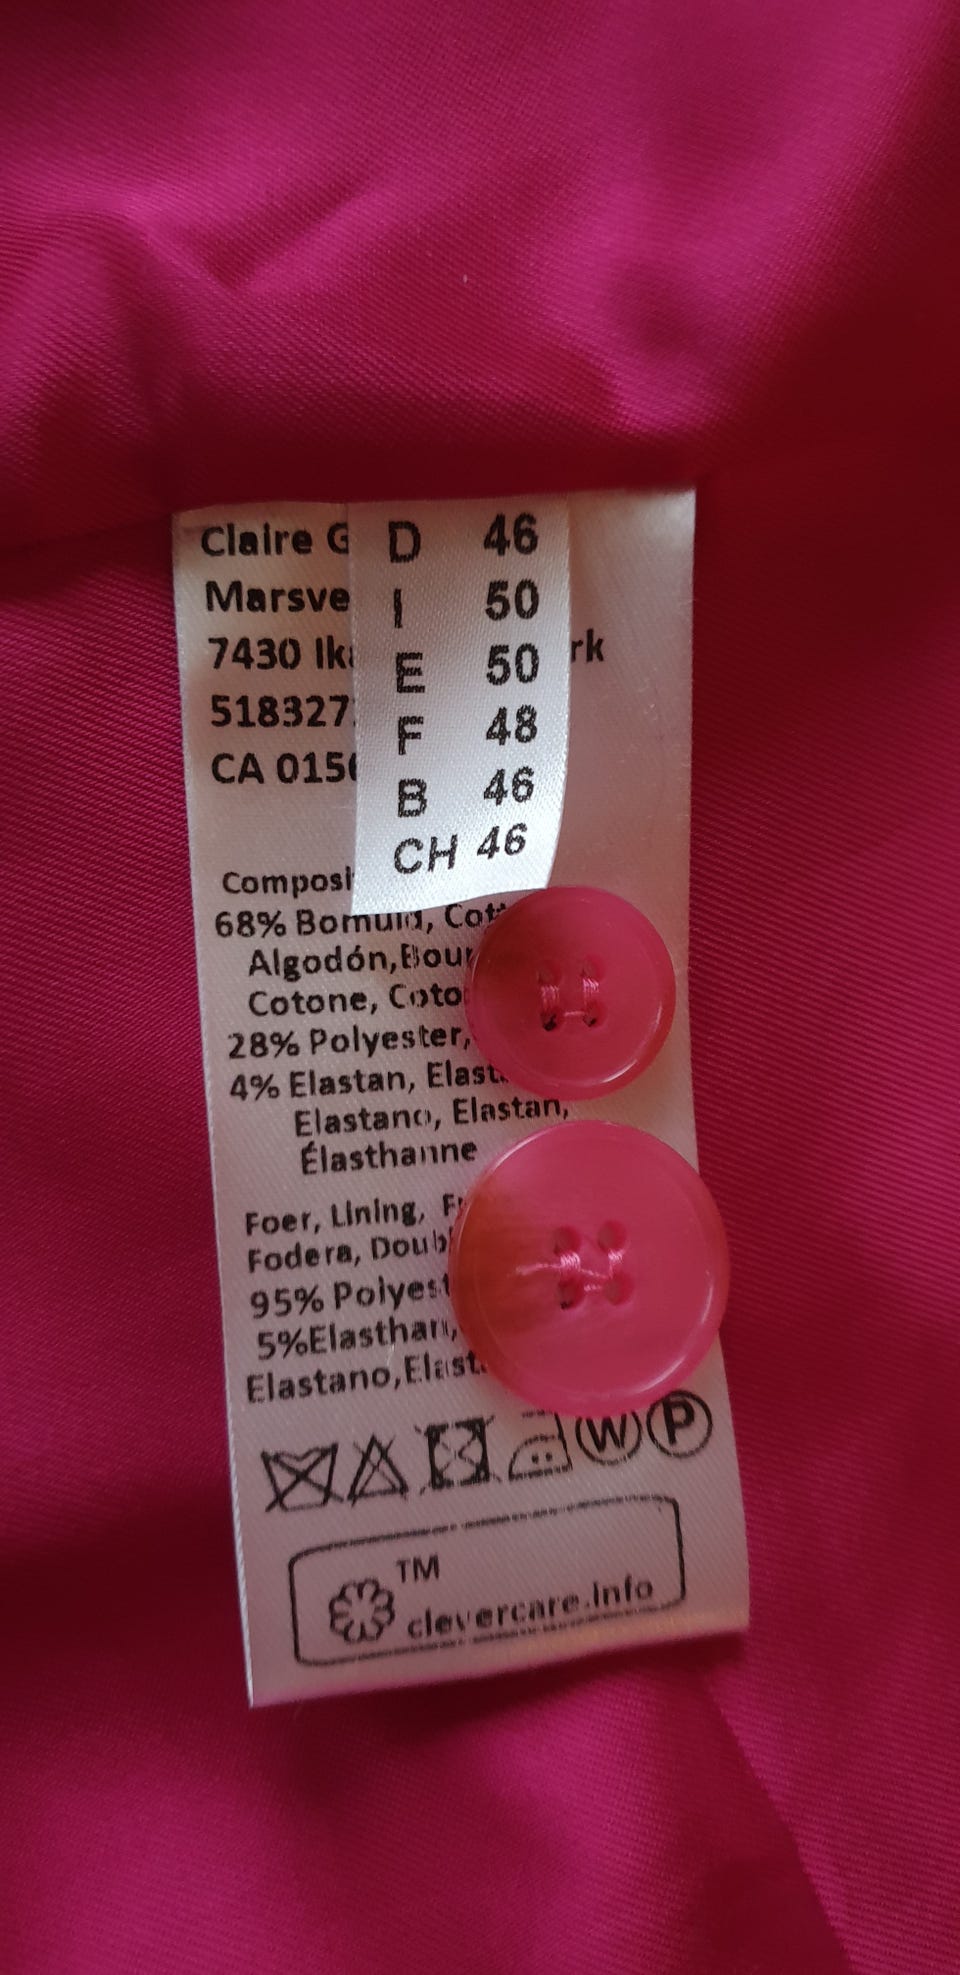 Claire G
Marsve
7430 Ik rk
518327
CA 015
D 46
I 50
E 50
F 48
B 46
CH 46
Composi
68% Bomuld, Cot
Algodón, Bou
Cotone, Coto
28% Polyester,
4% Elastan, Elast
Elastano, Elastan,
Élasthanne
Foer, Lining, F
Fodera, Doub
95% Polyest
5%Elasthan,
Elastano,Elast
W P
TM
clevercare.info